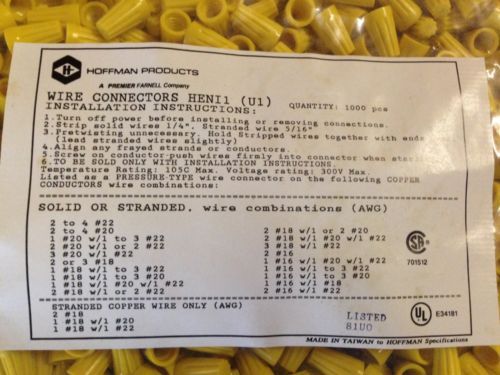 HOFFMAN PRODUCTS
A PREMIER FARNELL Company
WIRE CONNECTORS HENI1 (U1)
QUANTITY: 1000 pcs
INSTALLATION INSTRUCTIONS:
1.Turn off power before installing or removing connections.
2.Strip solid wires 1/4". Stranded wire 5/16"
3.Pretwisting unnecessary. Hold Stripped wires together with ends
(lead stranded wires slightly)
4.Align any frayed strands or conductors.
5.Screw on conductor-push wires firmly into connector when
6.TO BE SOLD ONLY WITH INSTALLATION INSTRUCTIONS.
Temperature Rating: 105C Max. Voltage rating: 300V Max.
Listed as a PRESSURE-TYPE wire connector on the following COPPER
CONDUCTORS wire combinations:
SOLID OR STRANDED, wire combinations (AWG)
2 to 4 #22
2 to 4 #20
1 #20 w/1 to 3 #22
2 #20 w/1 or 2 #22
3 #20 w/1 #22
2 or 3 #18
1 #18 w/1 to 3 #22
1 #18 w/1 to 3 #20
1 #18 w/1 #20 w/1 #22
2 #18 w/1 or 2 #22
2 #18 w/1 or 2 #20
2 #18 w/1 #20 w/1 #22
3 #18 w/1 #22
2 #16
1 #16 w/1 #20 w/1 #22
1 #16 w/1 to 3 #20
1 #16 w/1 #18
2 #16 w/1 #22
701512
STRANDED COPPER WIRE ONLY (AWG)
2 #18
1 #18 w/1 #20
1 #18 w/1 #22
LISTED
81U0
UL
E34181
MADE IN TAIWAN to HOFFMAN Specifications